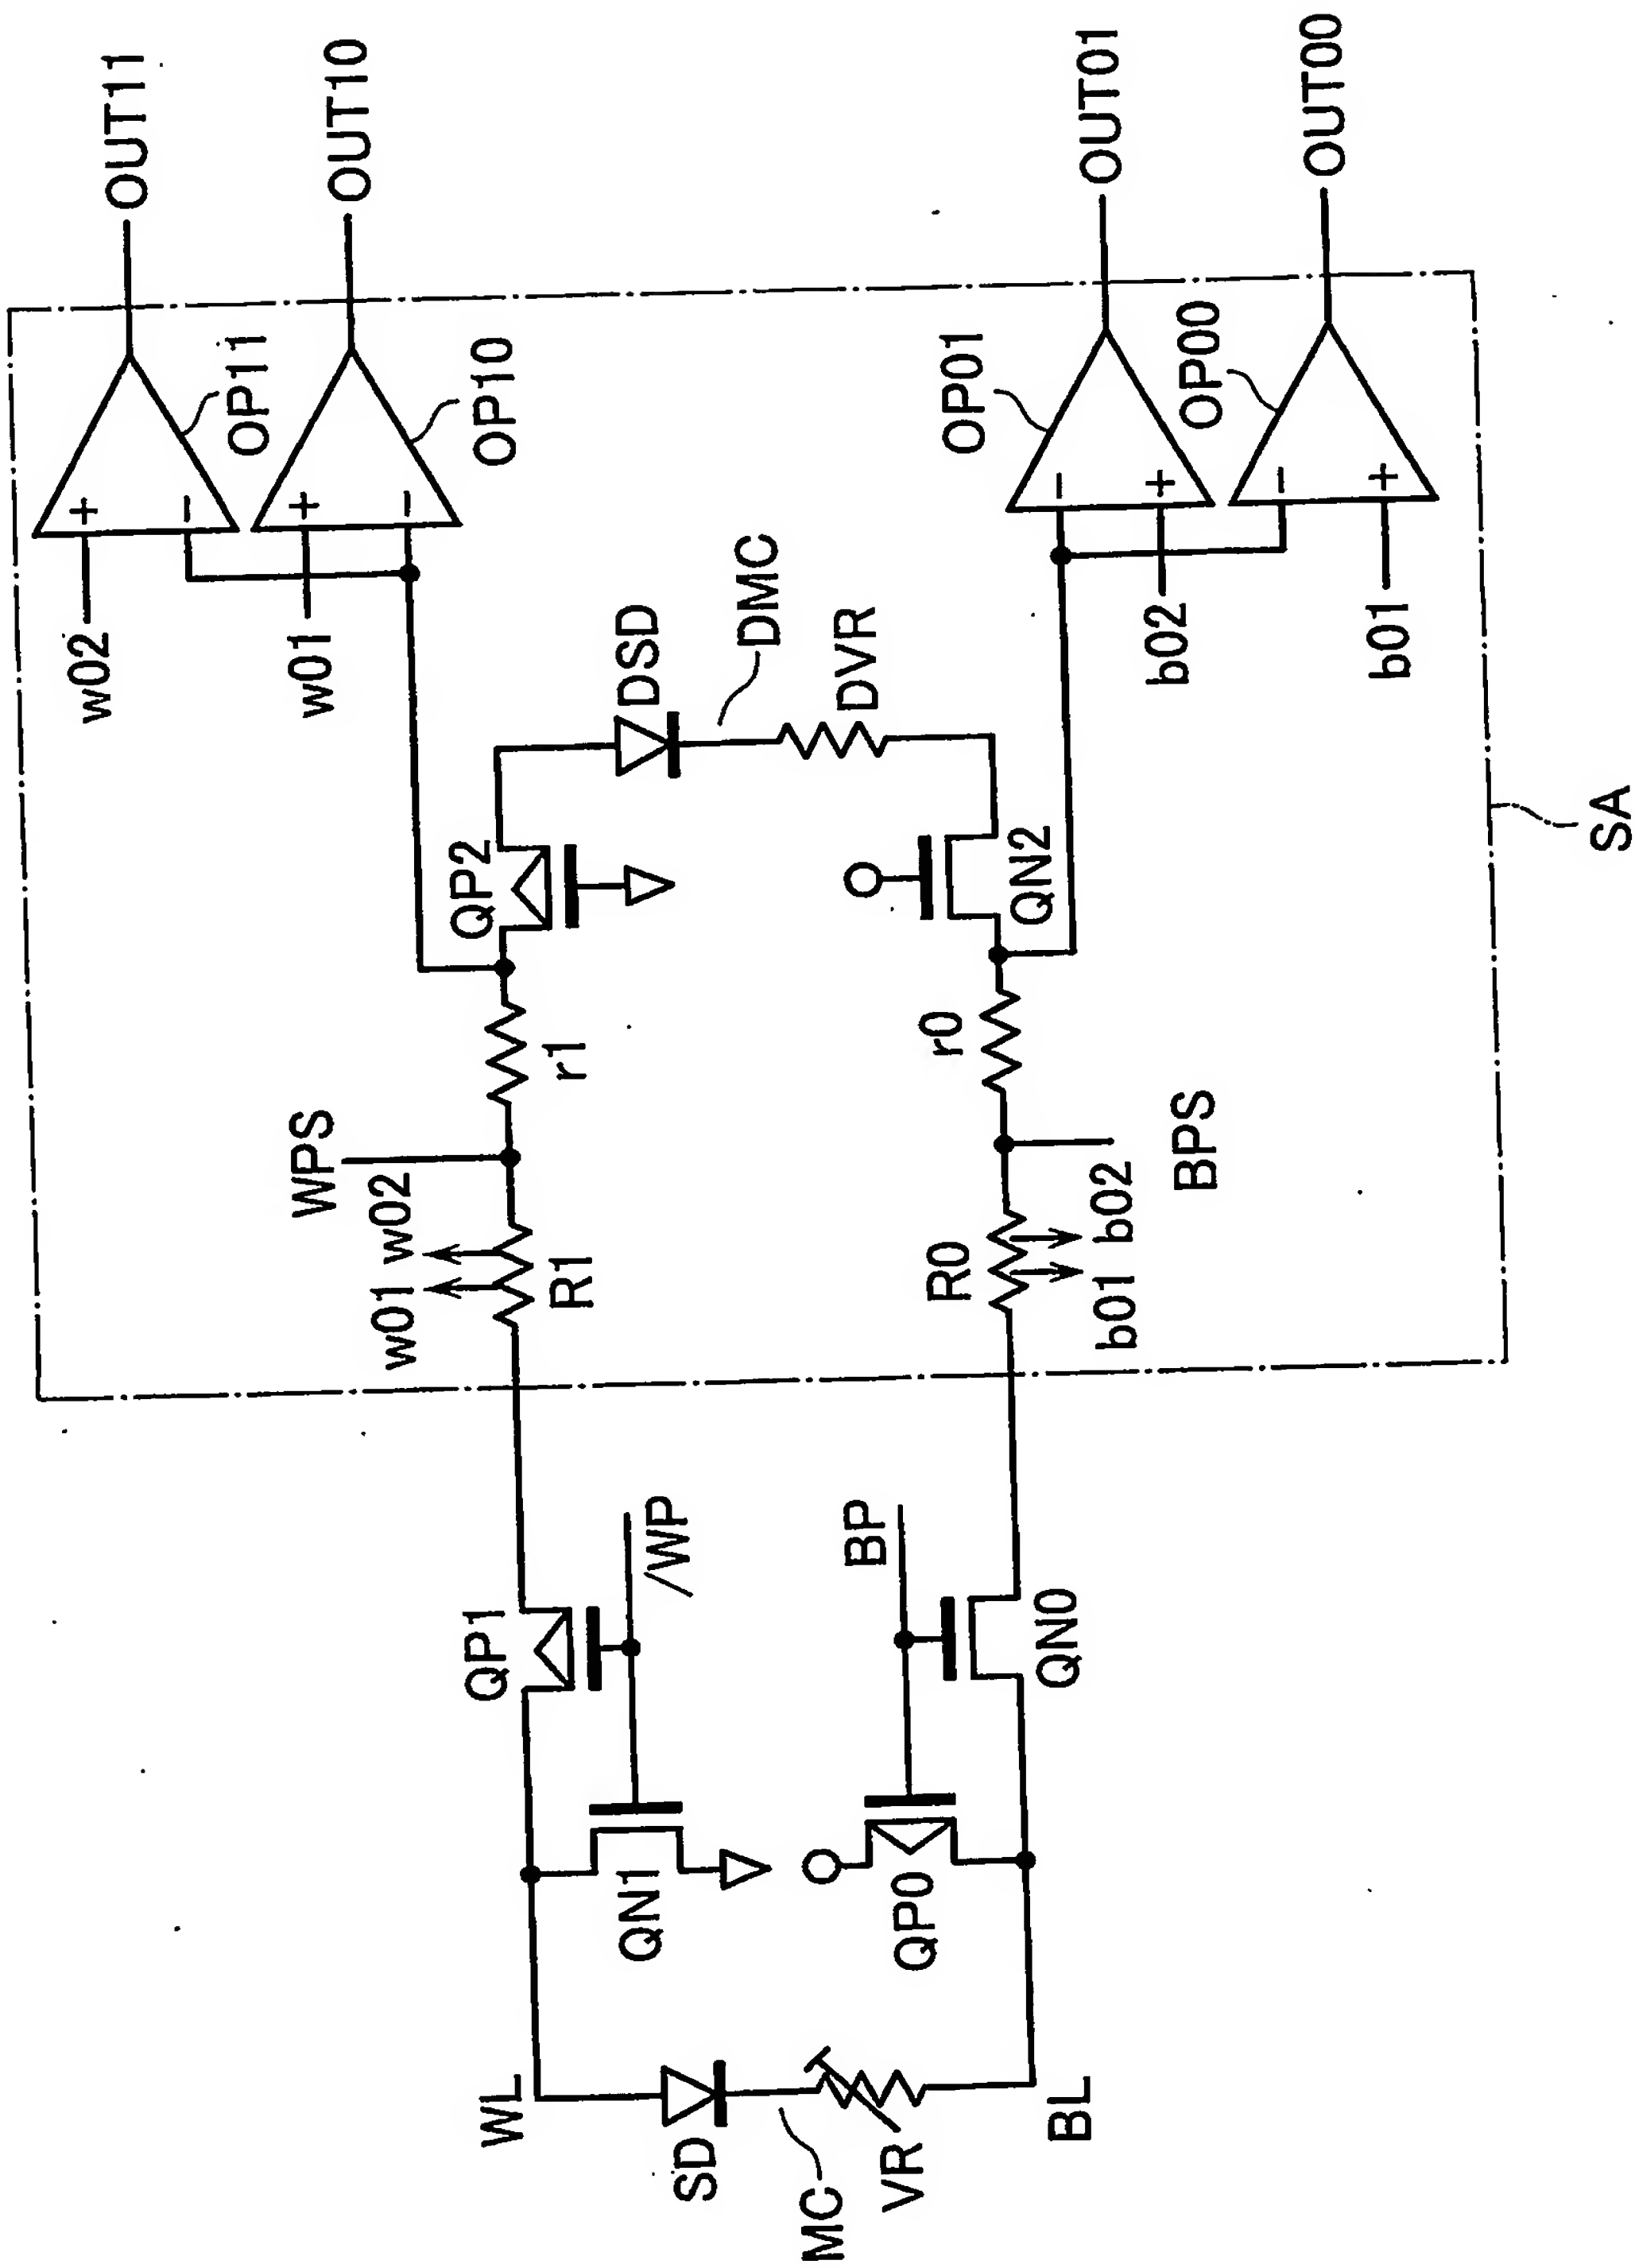 OUT11
OUT10
OUT01
OUT00
OP11
OP10
OP01
OP00
+
-
+
-
-
+
-
+
w02
w01
b02
b01
DSD
DMC
DVR
QP2
QN2
r1
r0
WPS
BPS
SA
w01 w02
R1
R0
b01 b02
QP1
/WP
BP
QN0
QN1
QP0
WL
SD
MC
VR
BL